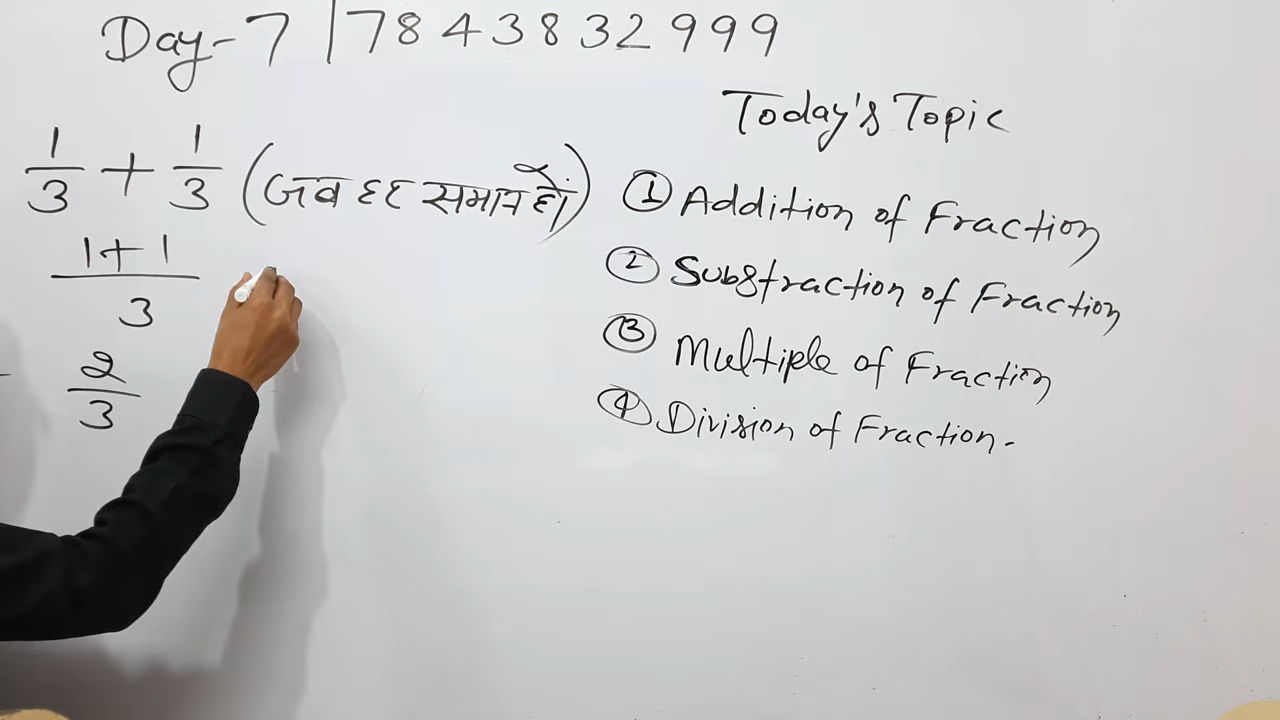 Day-7 | 7843832999
1/3 + 1/3 (जब हर समान हो।)
1+1/3
2/3
Today's Topic
① Addition of Fraction
② Substraction of Fraction
③ Multiple of Fraction
④ Division of Fraction.